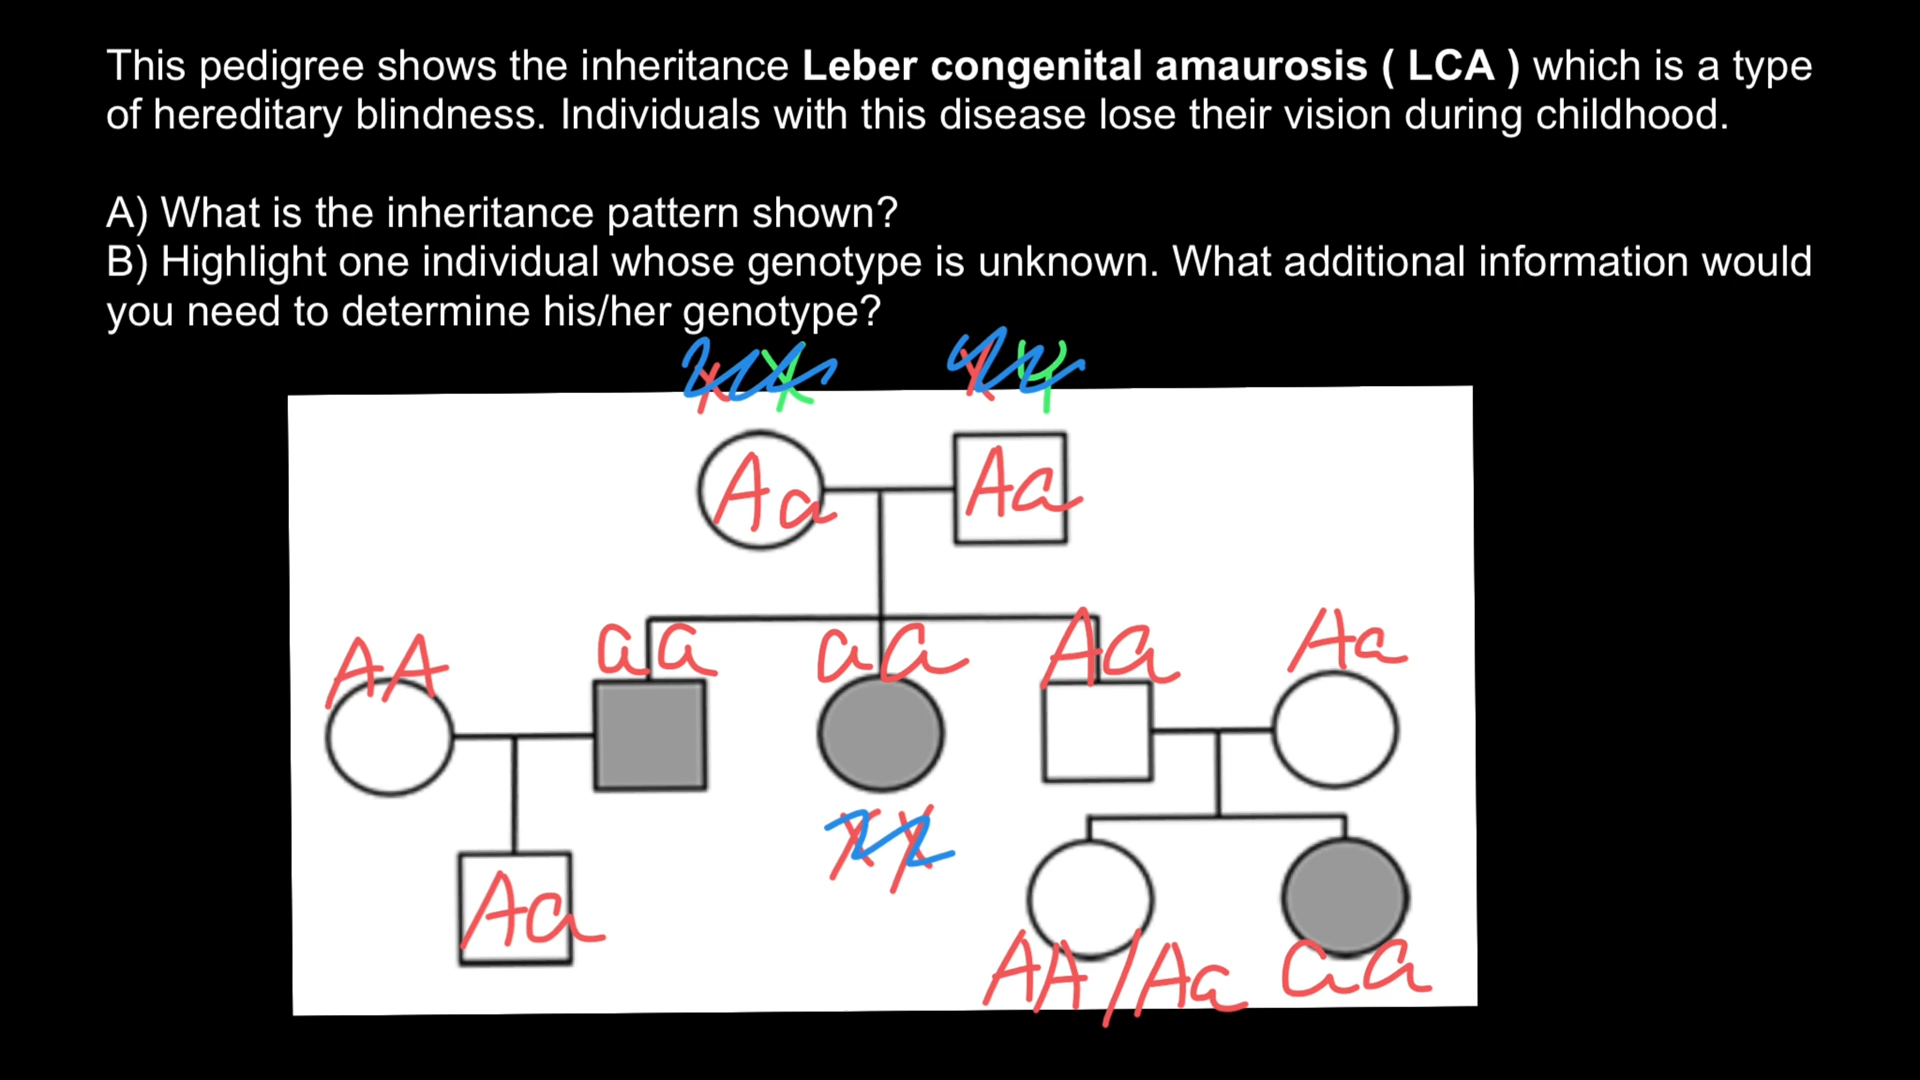 This pedigree shows the inheritance Leber congenital amaurosis ( LCA ) which is a type
of hereditary blindness. Individuals with this disease lose their vision during childhood.
A) What is the inheritance pattern shown?
B) Highlight one individual whose genotype is unknown. What additional information would
you need to determine his/her genotype?
Aa Aa
AA aa aa Aa Aa
Aa AA/Aa aa